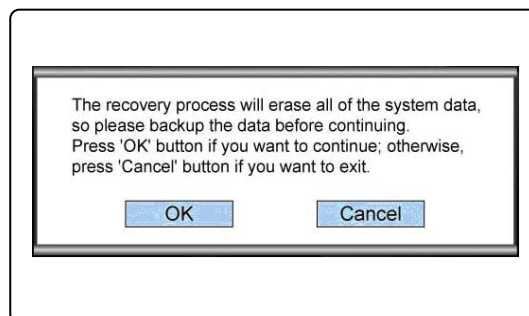 The recovery process will erase all of the system data,
so please backup the data before continuing.
Press 'OK' button if you want to continue; otherwise,
press 'Cancel' button if you want to exit.
OK Cancel